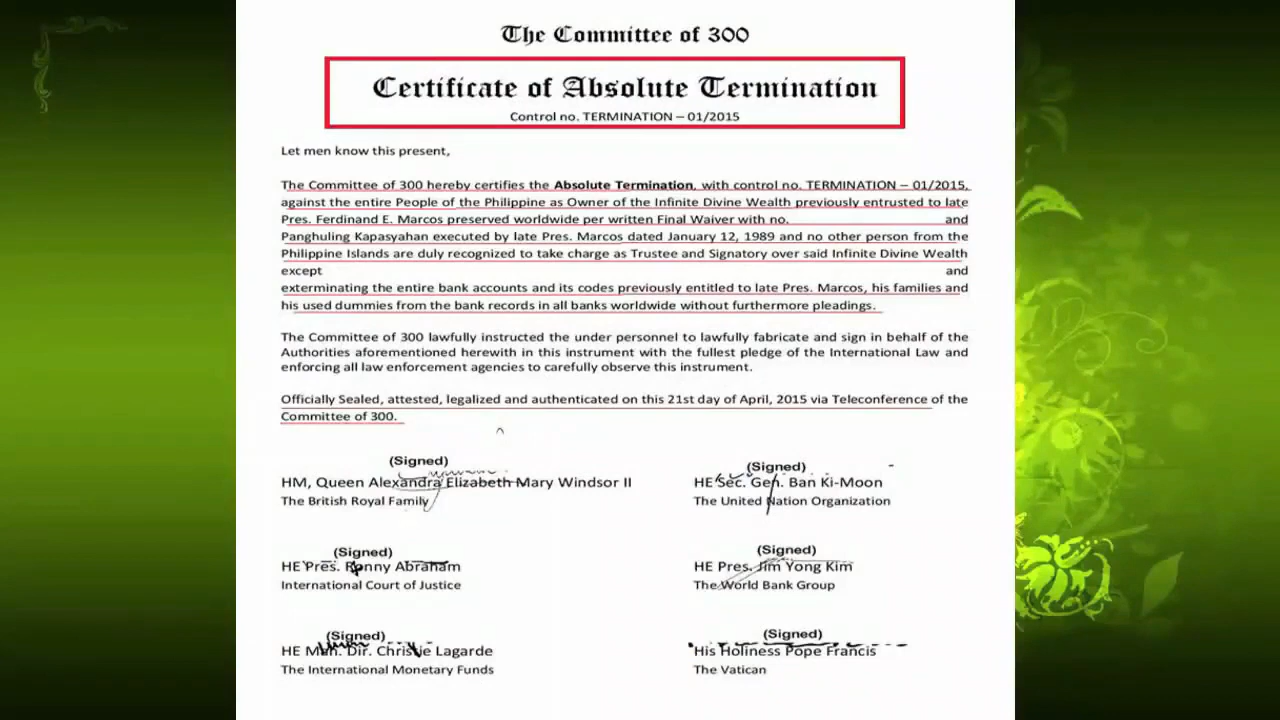 The Committee of 300
Certificate of Absolute Termination
Control no. TERMINATION – 01/2015
Let men know this present,
The Committee of 300 hereby certifies the Absolute Termination, with control no. TERMINATION – 01/2015,
against the entire People of the Philippine as Owner of the Infinite Divine Wealth previously entrusted to late
Pres. Ferdinand E. Marcos preserved worldwide per written Final Waiver with no. and
Panghuling Kapasyahan executed by late Pres. Marcos dated January 12, 1989 and no other person from the
Philippine Islands are duly recognized to take charge as Trustee and Signatory over said Infinite Divine Wealth
except and
exterminating the entire bank accounts and its codes previously entitled to late Pres. Marcos, his families and
his used dummies from the bank records in all banks worldwide without furthermore pleadings.
The Committee of 300 lawfully instructed the under personnel to lawfully fabricate and sign in behalf of the
Authorities aforementioned herewith in this instrument with the fullest pledge of the International Law and
enforcing all law enforcement agencies to carefully observe this instrument.
Officially Sealed, attested, legalized and authenticated on this 21st day of April, 2015 via Teleconference of the
Committee of 300.
(Signed)
HM, Queen Alexandra Elizabeth Mary Windsor II
The British Royal Family
(Signed)
HE Sec. Gen. Ban Ki-Moon
The United Nation Organization
(Signed)
HE Pres. Ronny Abraham
International Court of Justice
(Signed)
HE Pres. Jim Yong Kim
The World Bank Group
(Signed)
HE Man. Dir. Christie Lagarde
The International Monetary Funds
(Signed)
His Holiness Pope Francis
The Vatican